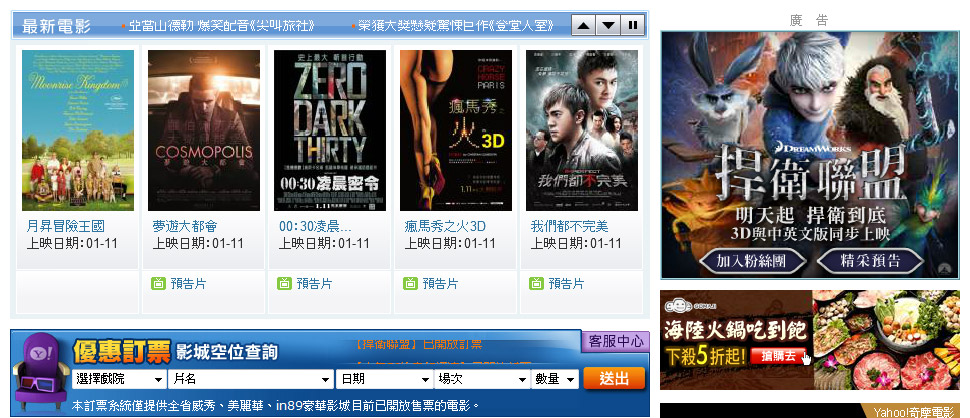 最新電影
亞當山德勒 爆笑配音《尖叫旅社》
榮獲大獎懸疑驚悚巨作《登堂人室》
Moonrise Kingdom
COSMOPOLIS
夢遊大都會
史上最大 斬首行動
ZERO
DARK
THIRTY
00:30凌晨密令
1.11
CRAZY
HORSE
PARIS
瘋馬秀之
火 3D
1.11
我們都不完美
月昇冒險王國
上映日期:01-11
夢遊大都會
上映日期:01-11
預告片
00:30凌晨...
上映日期:01-11
預告片
瘋馬秀之火3D
上映日期:01-11
預告片
我們都不完美
上映日期:01-11
預告片
優惠訂票 影城空位查詢
【捍衛聯盟】已開放訂票
客服中心
選擇戲院
片名
日期
場次
數量
送出
本訂票系統僅提供全省威秀、美麗華、in89豪華影城目前已開放售票的電影。
廣 告
DREAMWORKS
捍衛聯盟
明天起 捍衛到底
3D與中英文版同步上映
加入粉絲團
精采預告
GOMAJI
海陸火鍋吃到飽
下殺5折起!
搶購去
Yahoo!奇摩電影